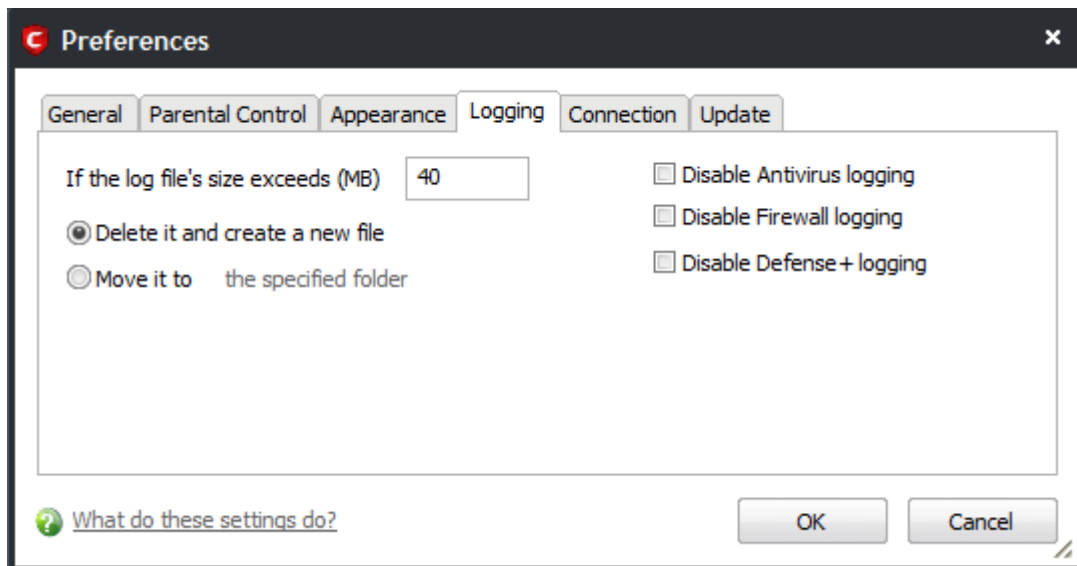 Preferences
General Parental Control Appearance Logging Connection Update
If the log file's size exceeds (MB) 40
Delete it and create a new file
Move it to the specified folder
Disable Antivirus logging
Disable Firewall logging
Disable Defense+ logging
What do these settings do?
OK Cancel